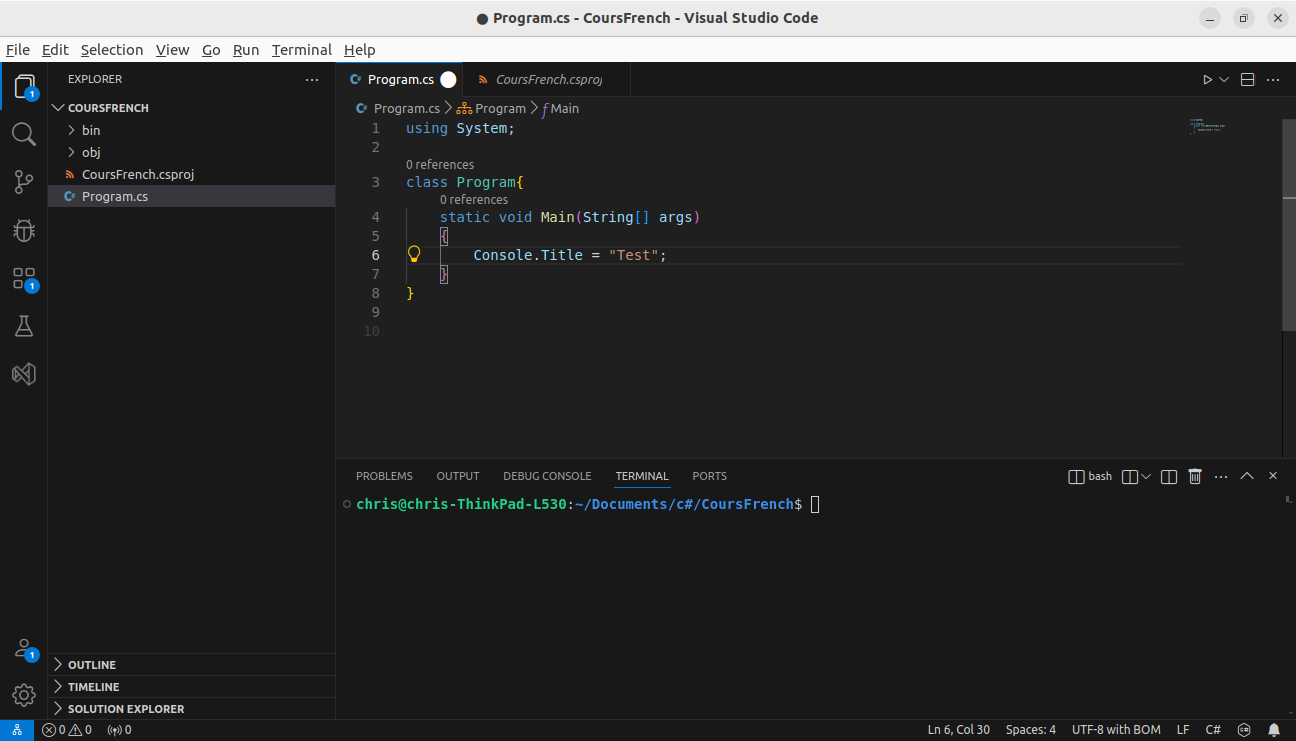 ● Program.cs - CoursFrench - Visual Studio Code
File Edit Selection View Go Run Terminal Help
EXPLORER
COURSFRENCH
bin
obj
CoursFrench.csproj
Program.cs
Program.cs CoursFrench.csproj
Program.cs > Program > Main
1 using System;
2
0 references
3 class Program{
0 references
4 static void Main(String[] args)
5 {
6 Console.Title = "Test";
7 }
8 }
9
10
PROBLEMS OUTPUT DEBUG CONSOLE TERMINAL PORTS
bash
chris@chris-ThinkPad-L530:~/Documents/c#/CoursFrench$
1
1
1
OUTLINE
TIMELINE
SOLUTION EXPLORER
0 0 0
Ln 6, Col 30 Spaces: 4 UTF-8 with BOM LF C#